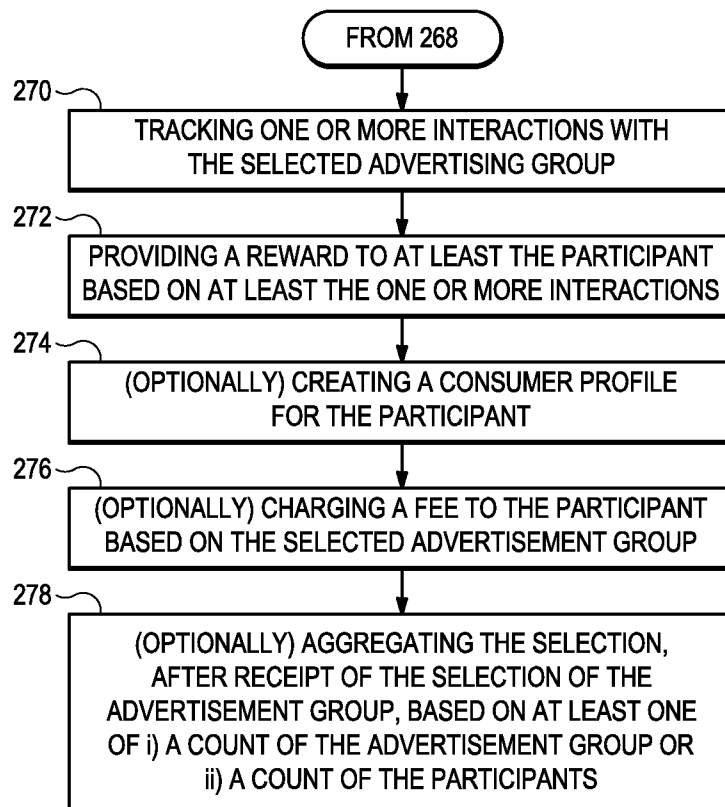 FROM 268
270
TRACKING ONE OR MORE INTERACTIONS WITH
THE SELECTED ADVERTISING GROUP
272
PROVIDING A REWARD TO AT LEAST THE PARTICIPANT
BASED ON AT LEAST THE ONE OR MORE INTERACTIONS
274
(OPTIONALLY) CREATING A CONSUMER PROFILE
FOR THE PARTICIPANT
276
(OPTIONALLY) CHARGING A FEE TO THE PARTICIPANT
BASED ON THE SELECTED ADVERTISEMENT GROUP
278
(OPTIONALLY) AGGREGATING THE SELECTION,
AFTER RECEIPT OF THE SELECTION OF THE
ADVERTISEMENT GROUP, BASED ON AT LEAST ONE
OF i) A COUNT OF THE ADVERTISEMENT GROUP OR
ii) A COUNT OF THE PARTICIPANTS